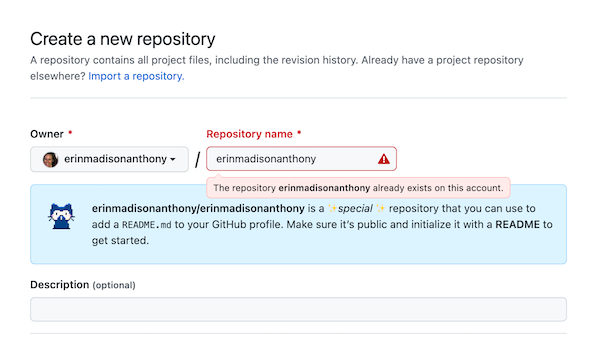 Create a new repository
A repository contains all project files, including the revision history. Already have a project repository
elsewhere? Import a repository.
Owner * Repository name *
erinmadisonanthony / erinmadisonanthony
The repository erinmadisonanthony already exists on this account.
erinmadisonanthony/erinmadisonanthony is a ✨special ✨ repository that you can use to
add a README.md to your GitHub profile. Make sure it's public and initialize it with a README to
get started.
Description (optional)